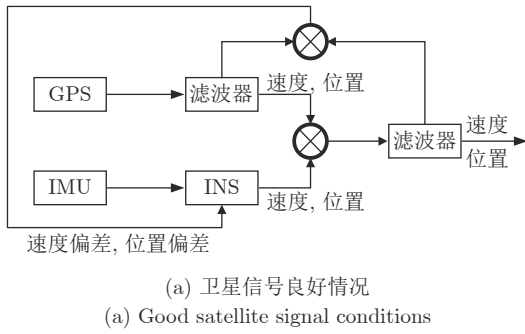 速度, 位置
GPS
滤波器
速度
滤波器
位置
IMU
INS
速度, 位置
速度偏差, 位置偏差
(a) 卫星信号良好情况
(a) Good satellite signal conditions